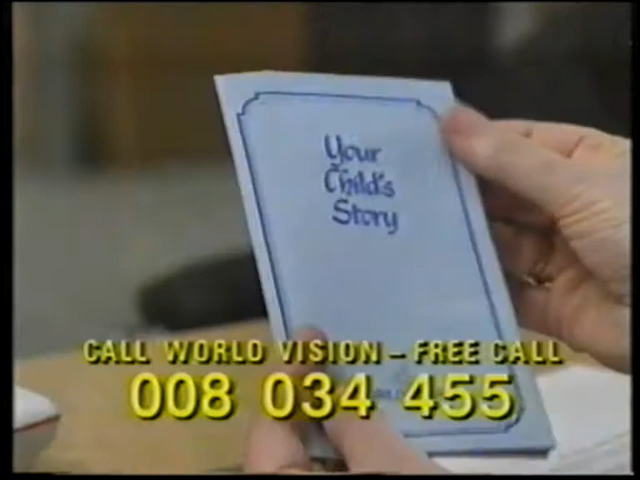 Your
Child's
Story
CALL WORLD VISION – FREE CALL
008 034 455